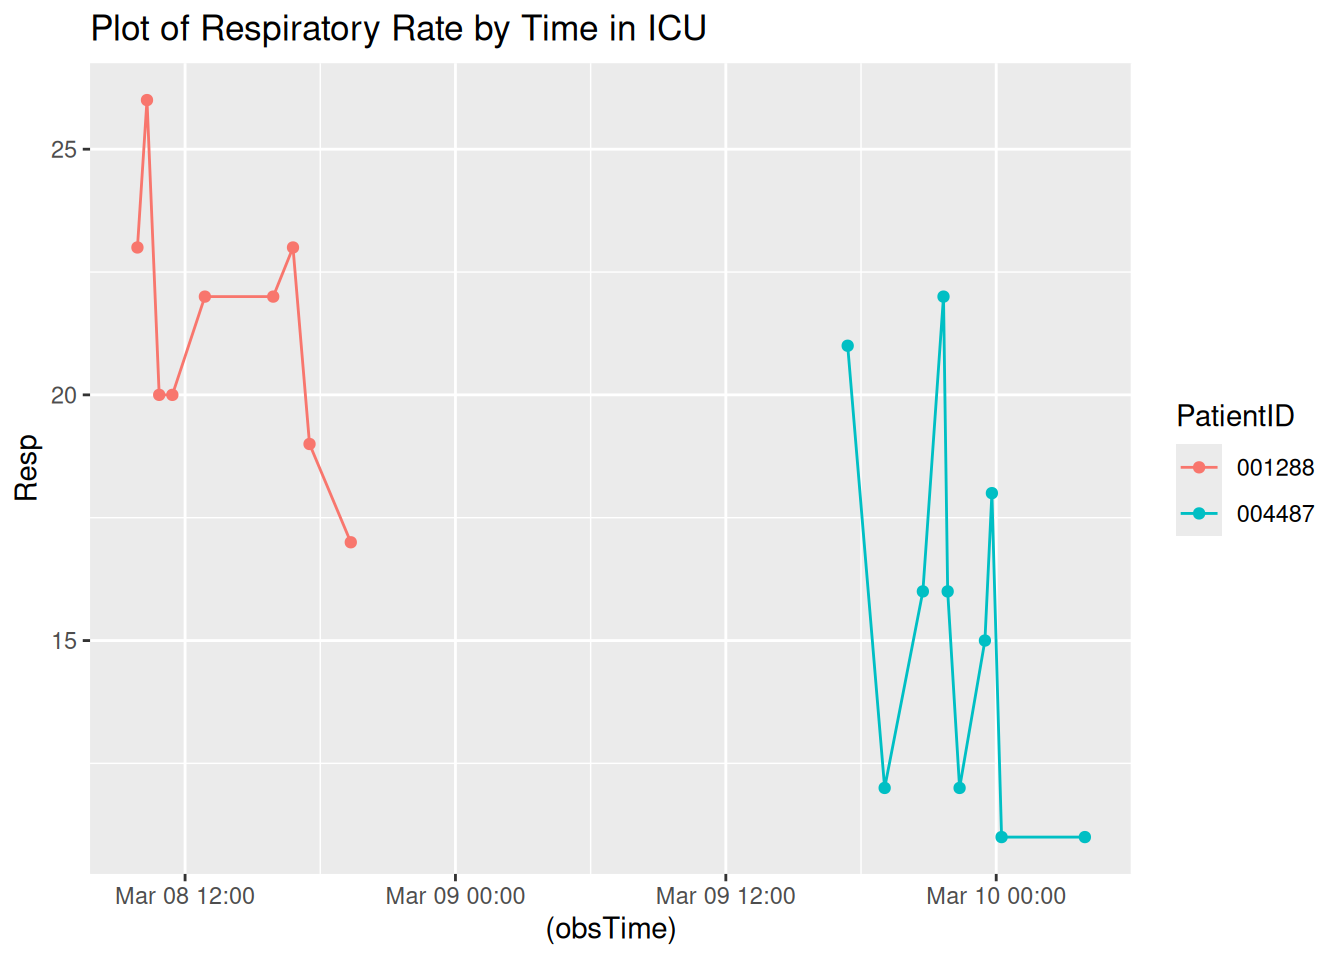 Plot of Respiratory Rate by Time in ICU
25
20
15
Resp
Mar 08 12:00
Mar 09 00:00
Mar 09 12:00
Mar 10 00:00
(obsTime)
PatientID
001288
004487